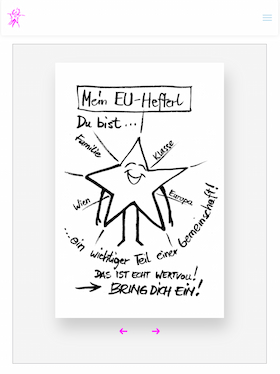 Mein EU-Hefterl
Du bist...
Familie
Klasse
Wien
Europa
...ein wichtiger Teil einer Gemeinschaft!
DAS IST ECHT WERTVOLL!
→ BRING DICH EIN!